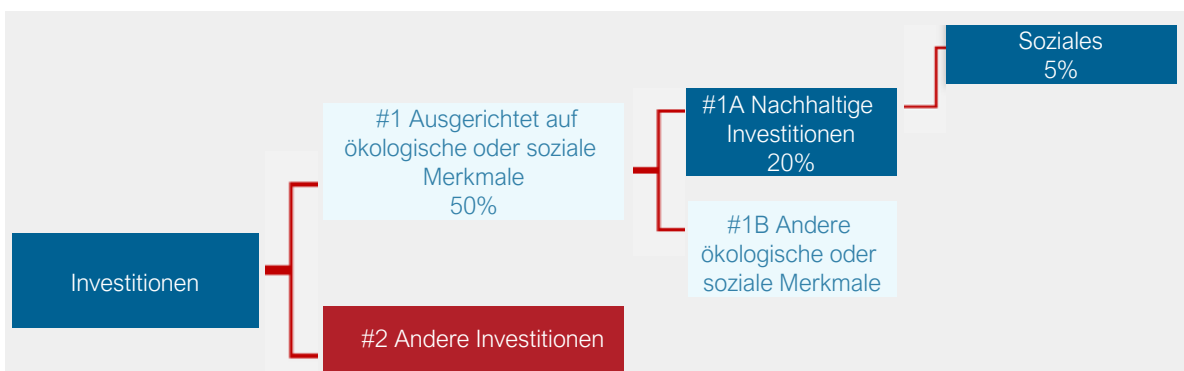 Soziales
5%
#1A Nachhaltige
Investitionen
20%
#1 Ausgerichtet auf
ökologische oder soziale
Merkmale
50%
#1B Andere
ökologische oder
soziale Merkmale
Investitionen
#2 Andere Investitionen